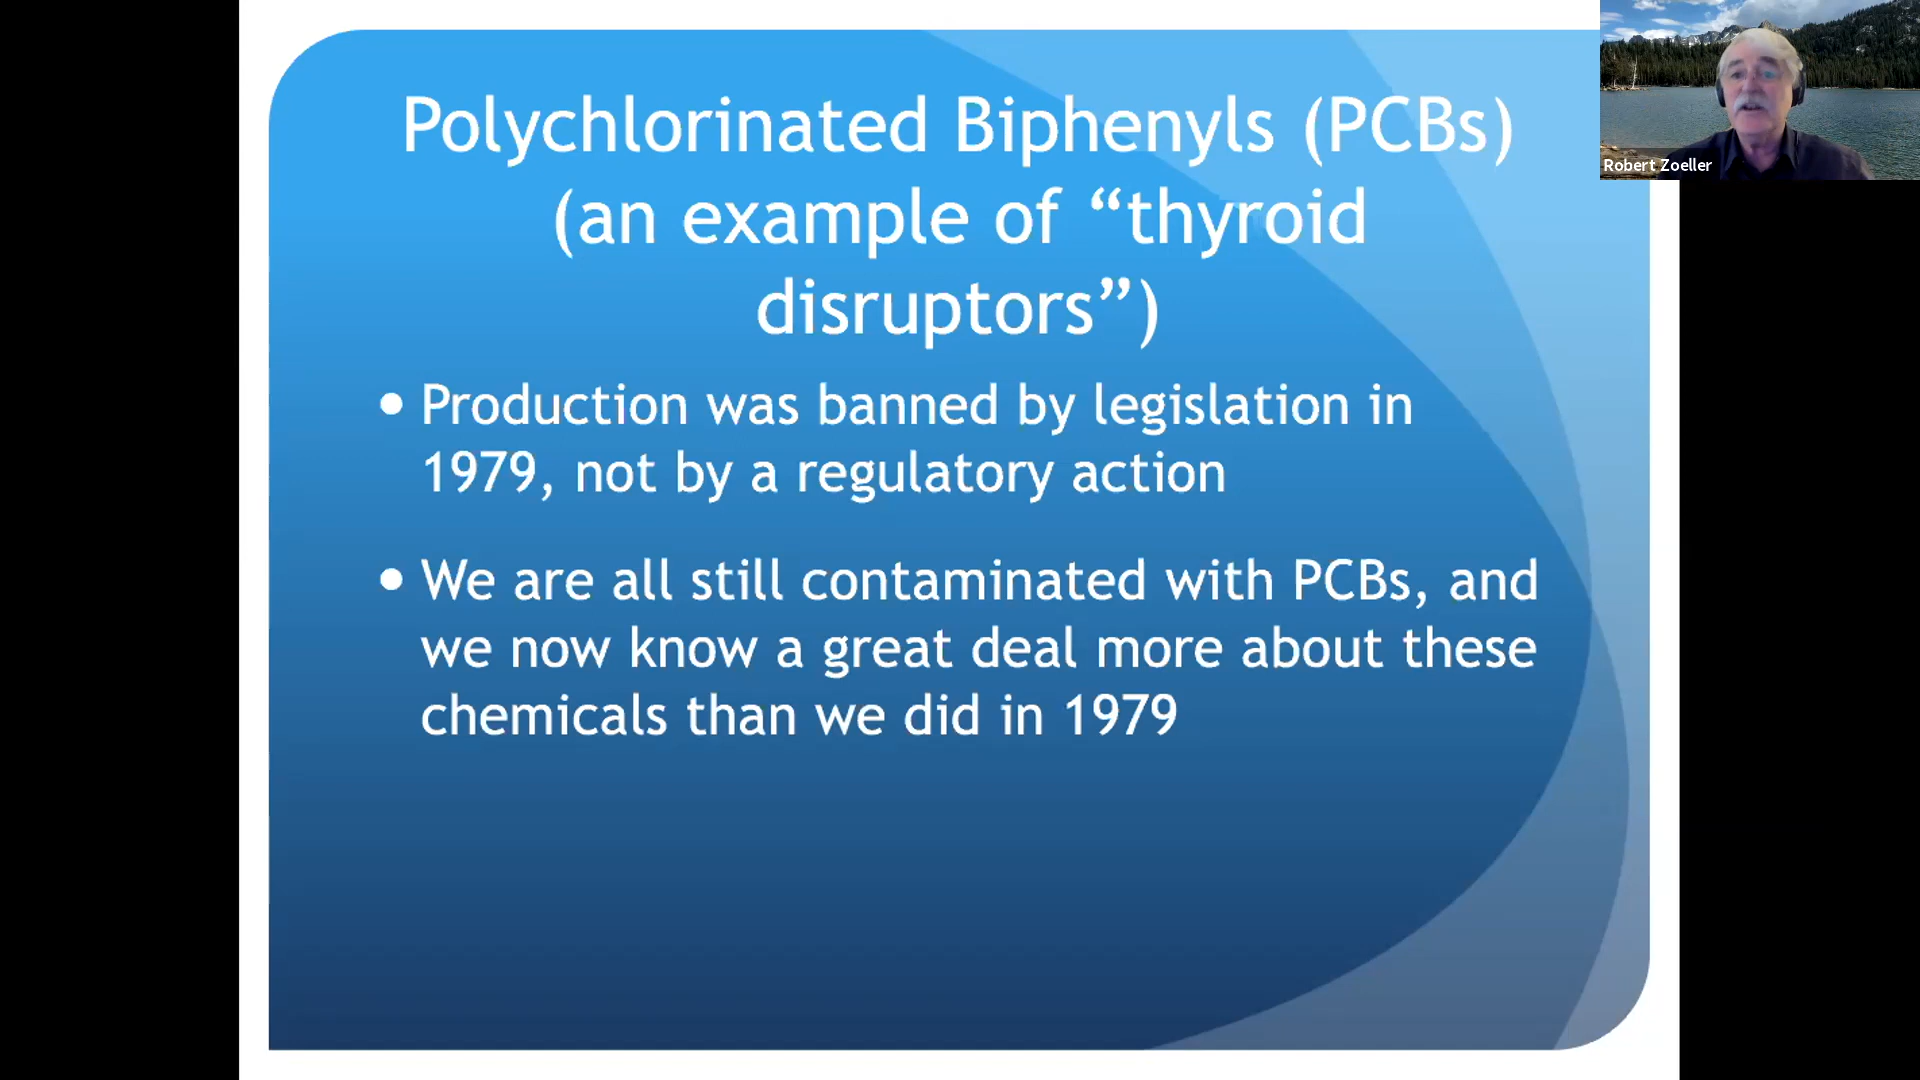 Polychlorinated Biphenyls (PCBs)
(an example of “thyroid
disruptors”)
• Production was banned by legislation in
1979, not by a regulatory action
• We are all still contaminated with PCBs, and
we now know a great deal more about these
chemicals than we did in 1979
Robert Zoeller